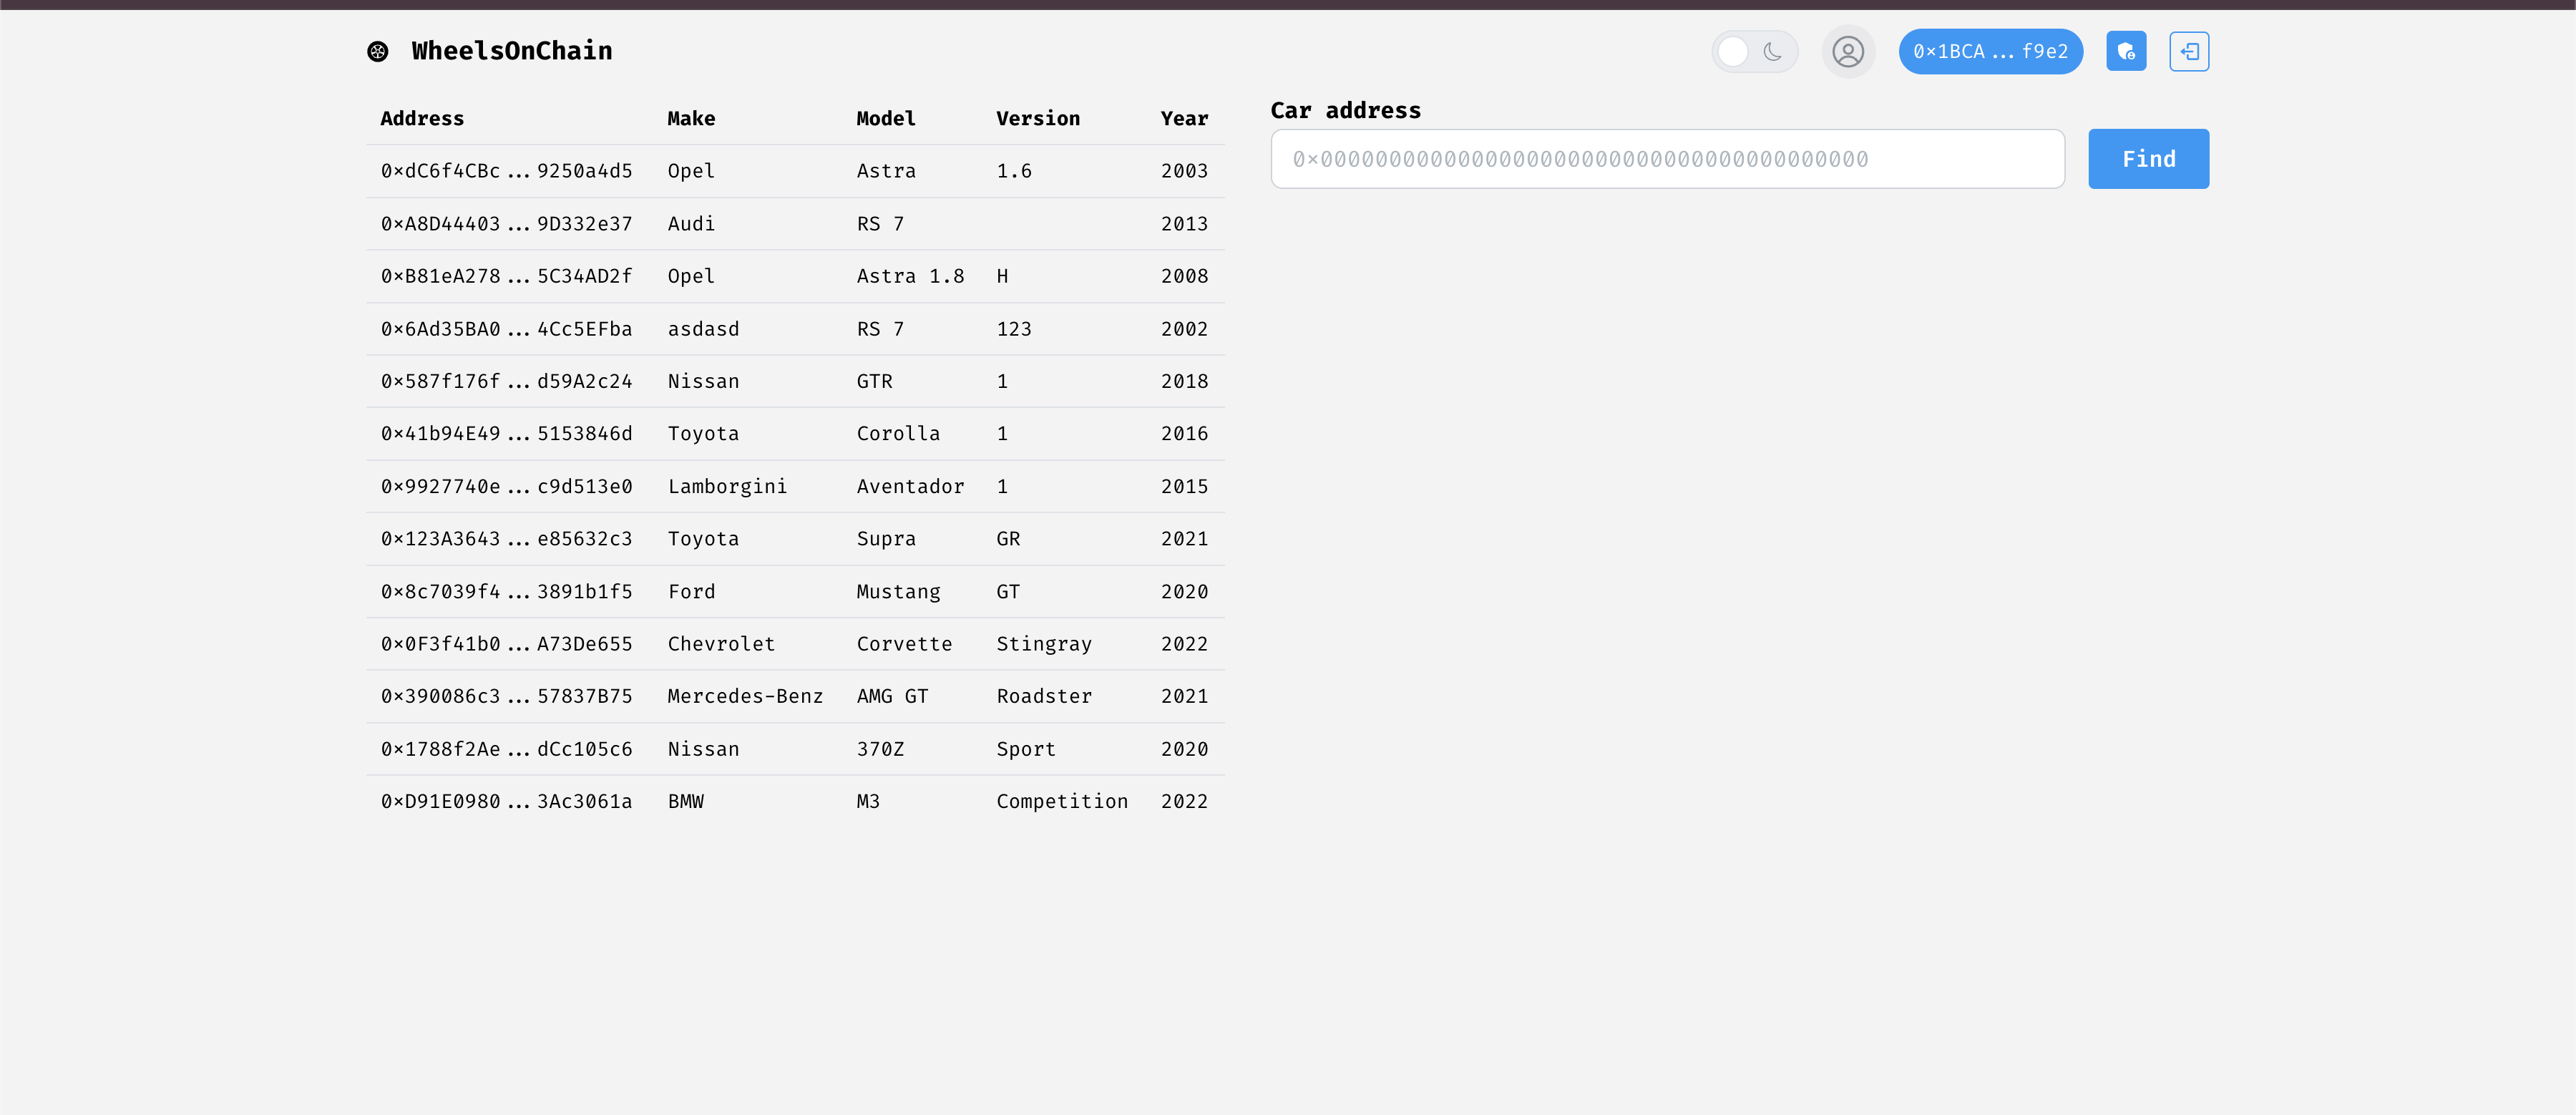 WheelsOnChain
0×1BCA...f9e2
Address Make Model Version Year
0×dC6f4CBc...9250a4d5 Opel Astra 1.6 2003
0×A8D44403...9D332e37 Audi RS 7 2013
0×B81eA278...5C34AD2f Opel Astra 1.8 H 2008
0×6Ad35BA0...4Cc5EFba asdasd RS 7 123 2002
0×587f176f...d59A2c24 Nissan GTR 1 2018
0×41b94E49...5153846d Toyota Corolla 1 2016
0×9927740e...c9d513e0 Lamborgini Aventador 1 2015
0×123A3643...e85632c3 Toyota Supra GR 2021
0×8c7039f4...3891b1f5 Ford Mustang GT 2020
0×0F3f41b0...A73De655 Chevrolet Corvette Stingray 2022
0×390086c3...57837B75 Mercedes-Benz AMG GT Roadster 2021
0×1788f2Ae...dCc105c6 Nissan 370Z Sport 2020
0×D91E0980...3Ac3061a BMW M3 Competition 2022
Car address
0×0000000000000000000000000000000000000000
Find